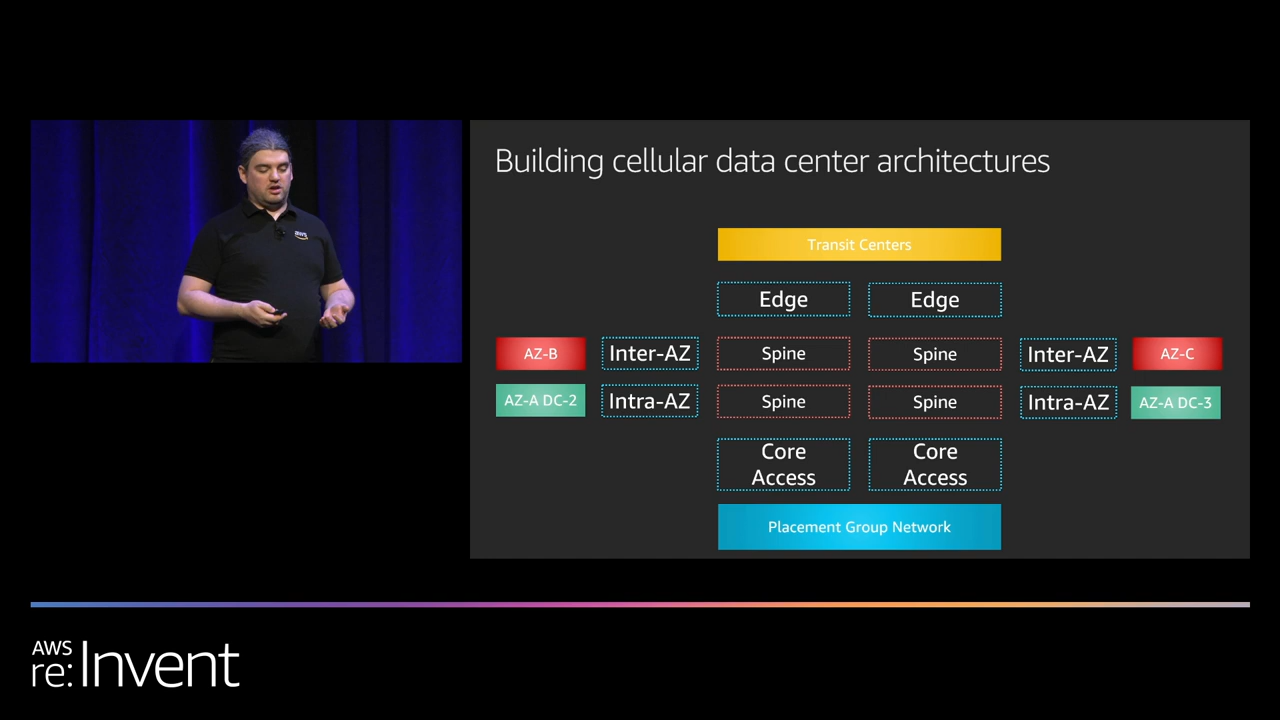 Building cellular data center architectures
Transit Centers
Edge Edge
AZ-B Inter-AZ Spine Spine Inter-AZ AZ-C
AZ-A DC-2 Intra-AZ Spine Spine Intra-AZ AZ-A DC-3
Core Access Core Access
Placement Group Network
aws
AWS
re:Invent